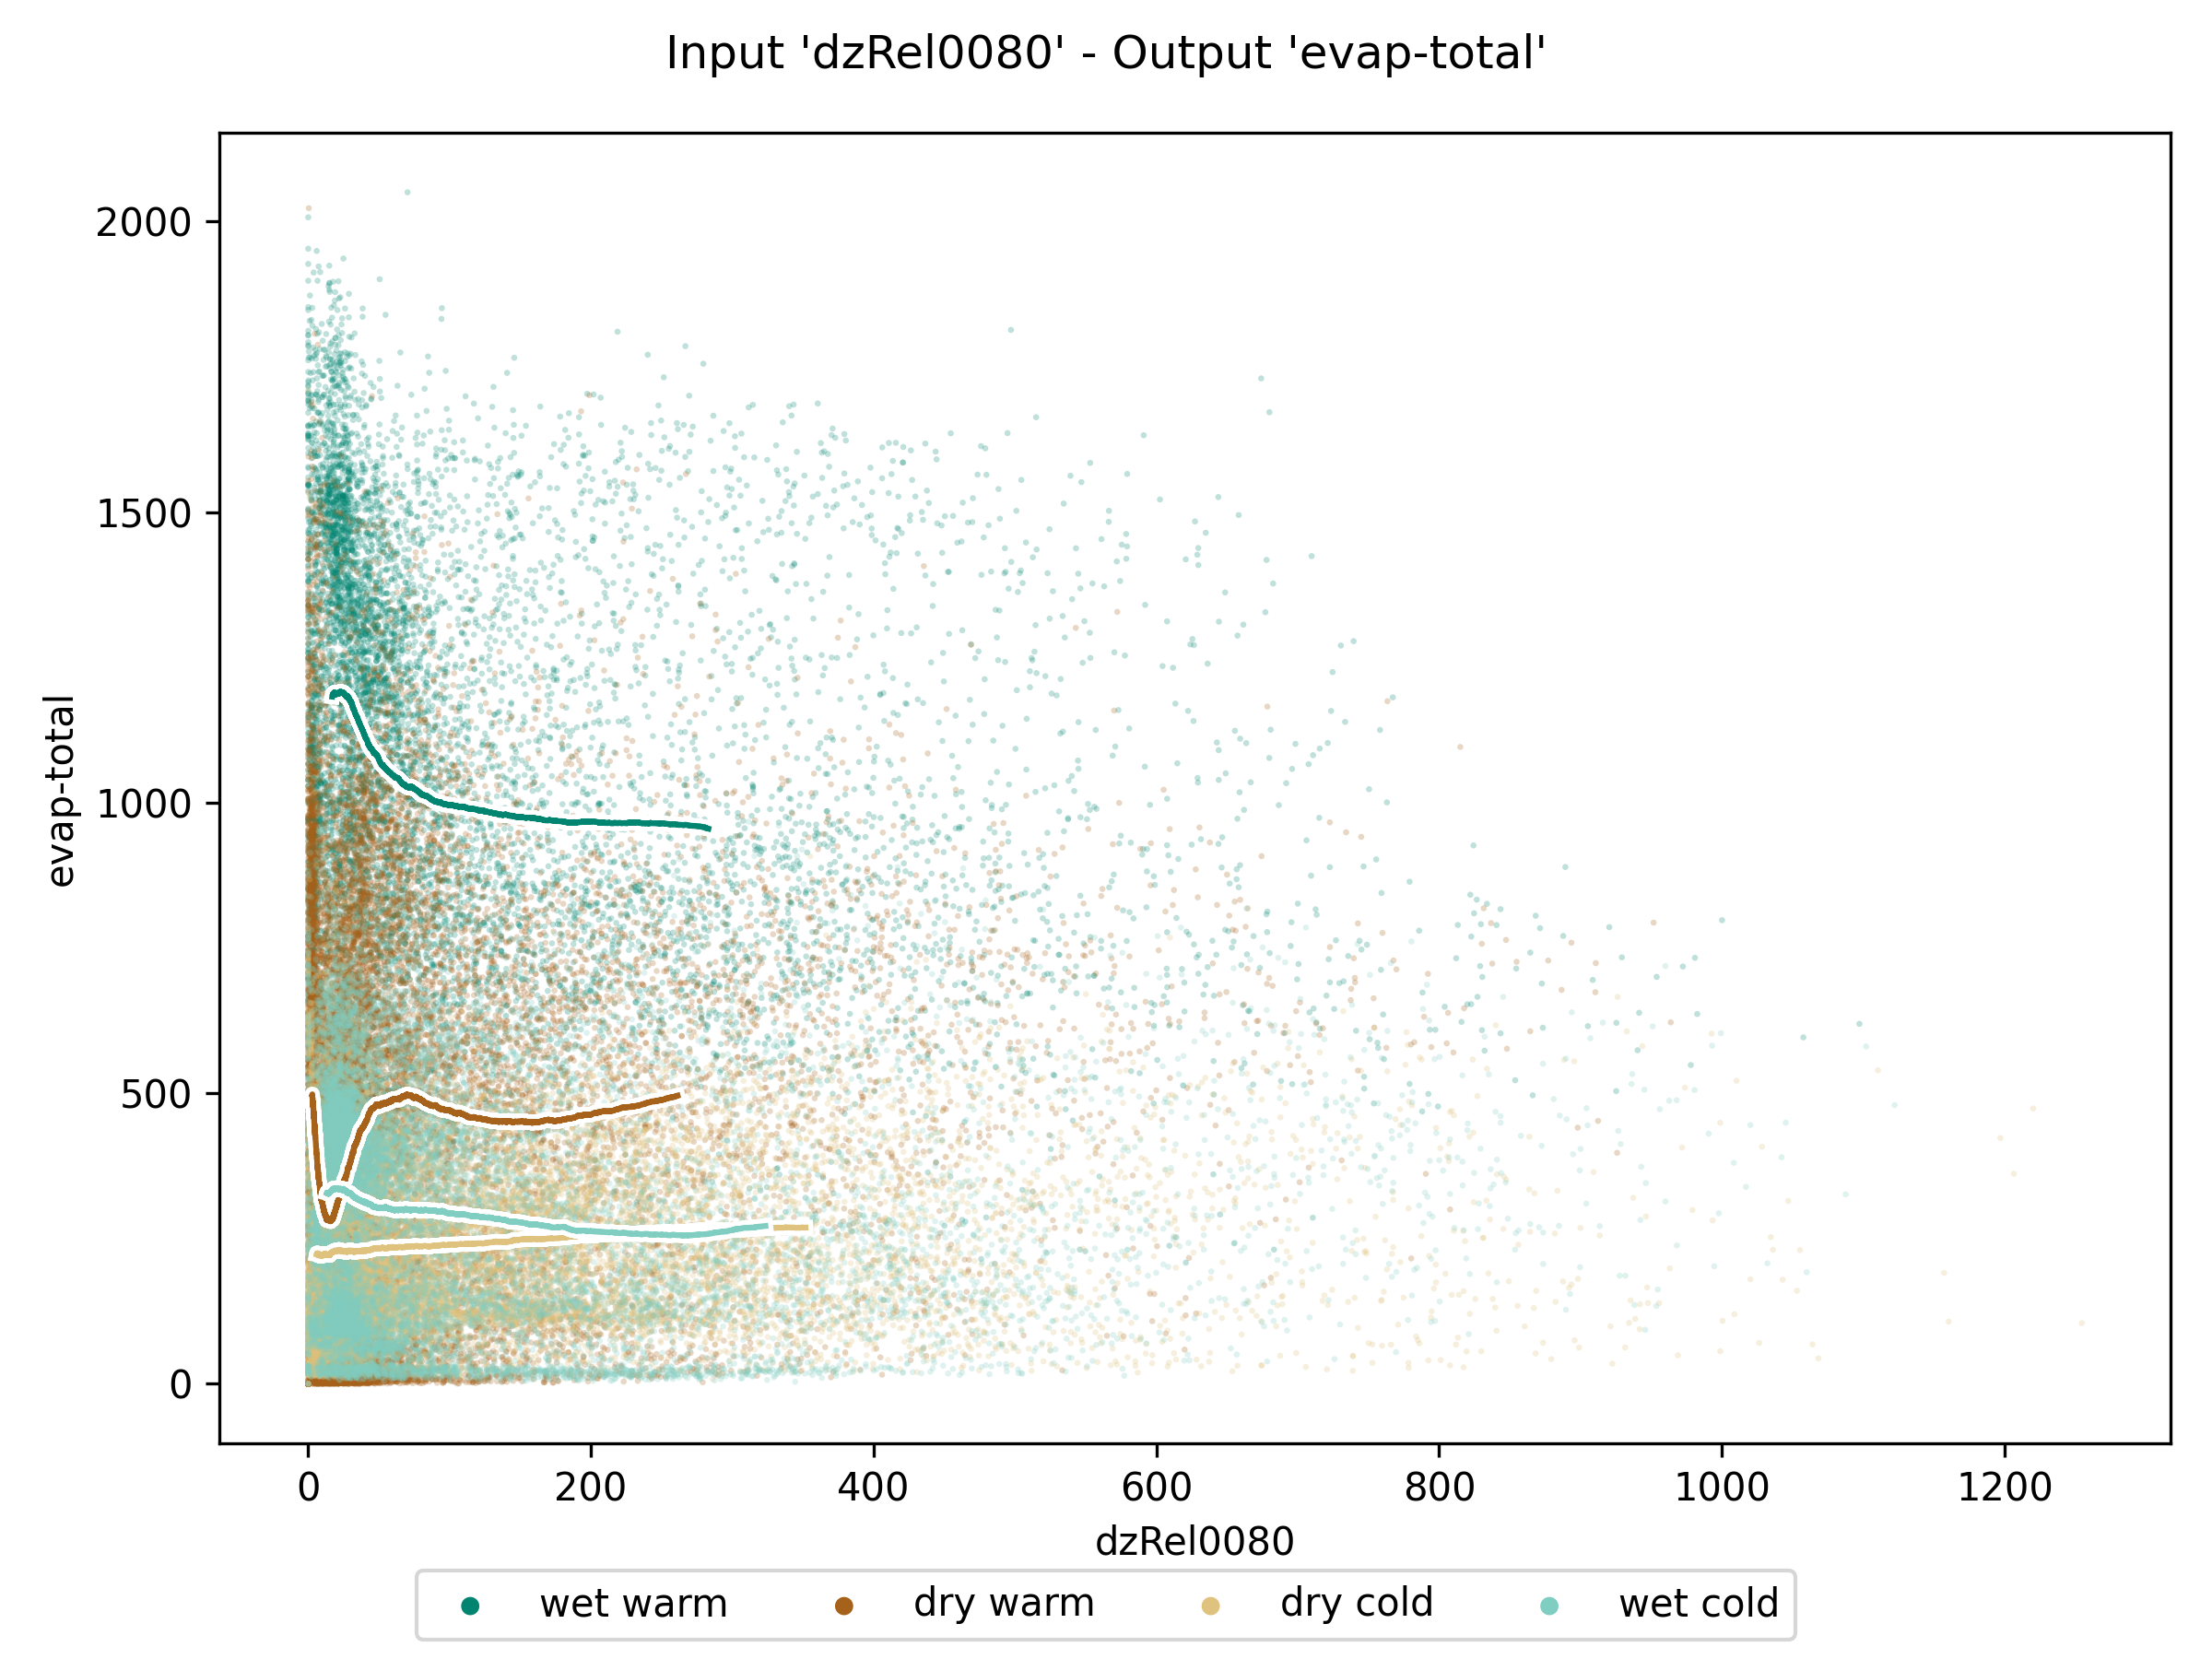 Input 'dzRel0080' - Output 'evap-total'
2000
1500
1000
500
0
evap-total
0 200 400 600 800 1000 1200
dzRel0080
wet warm dry warm dry cold wet cold